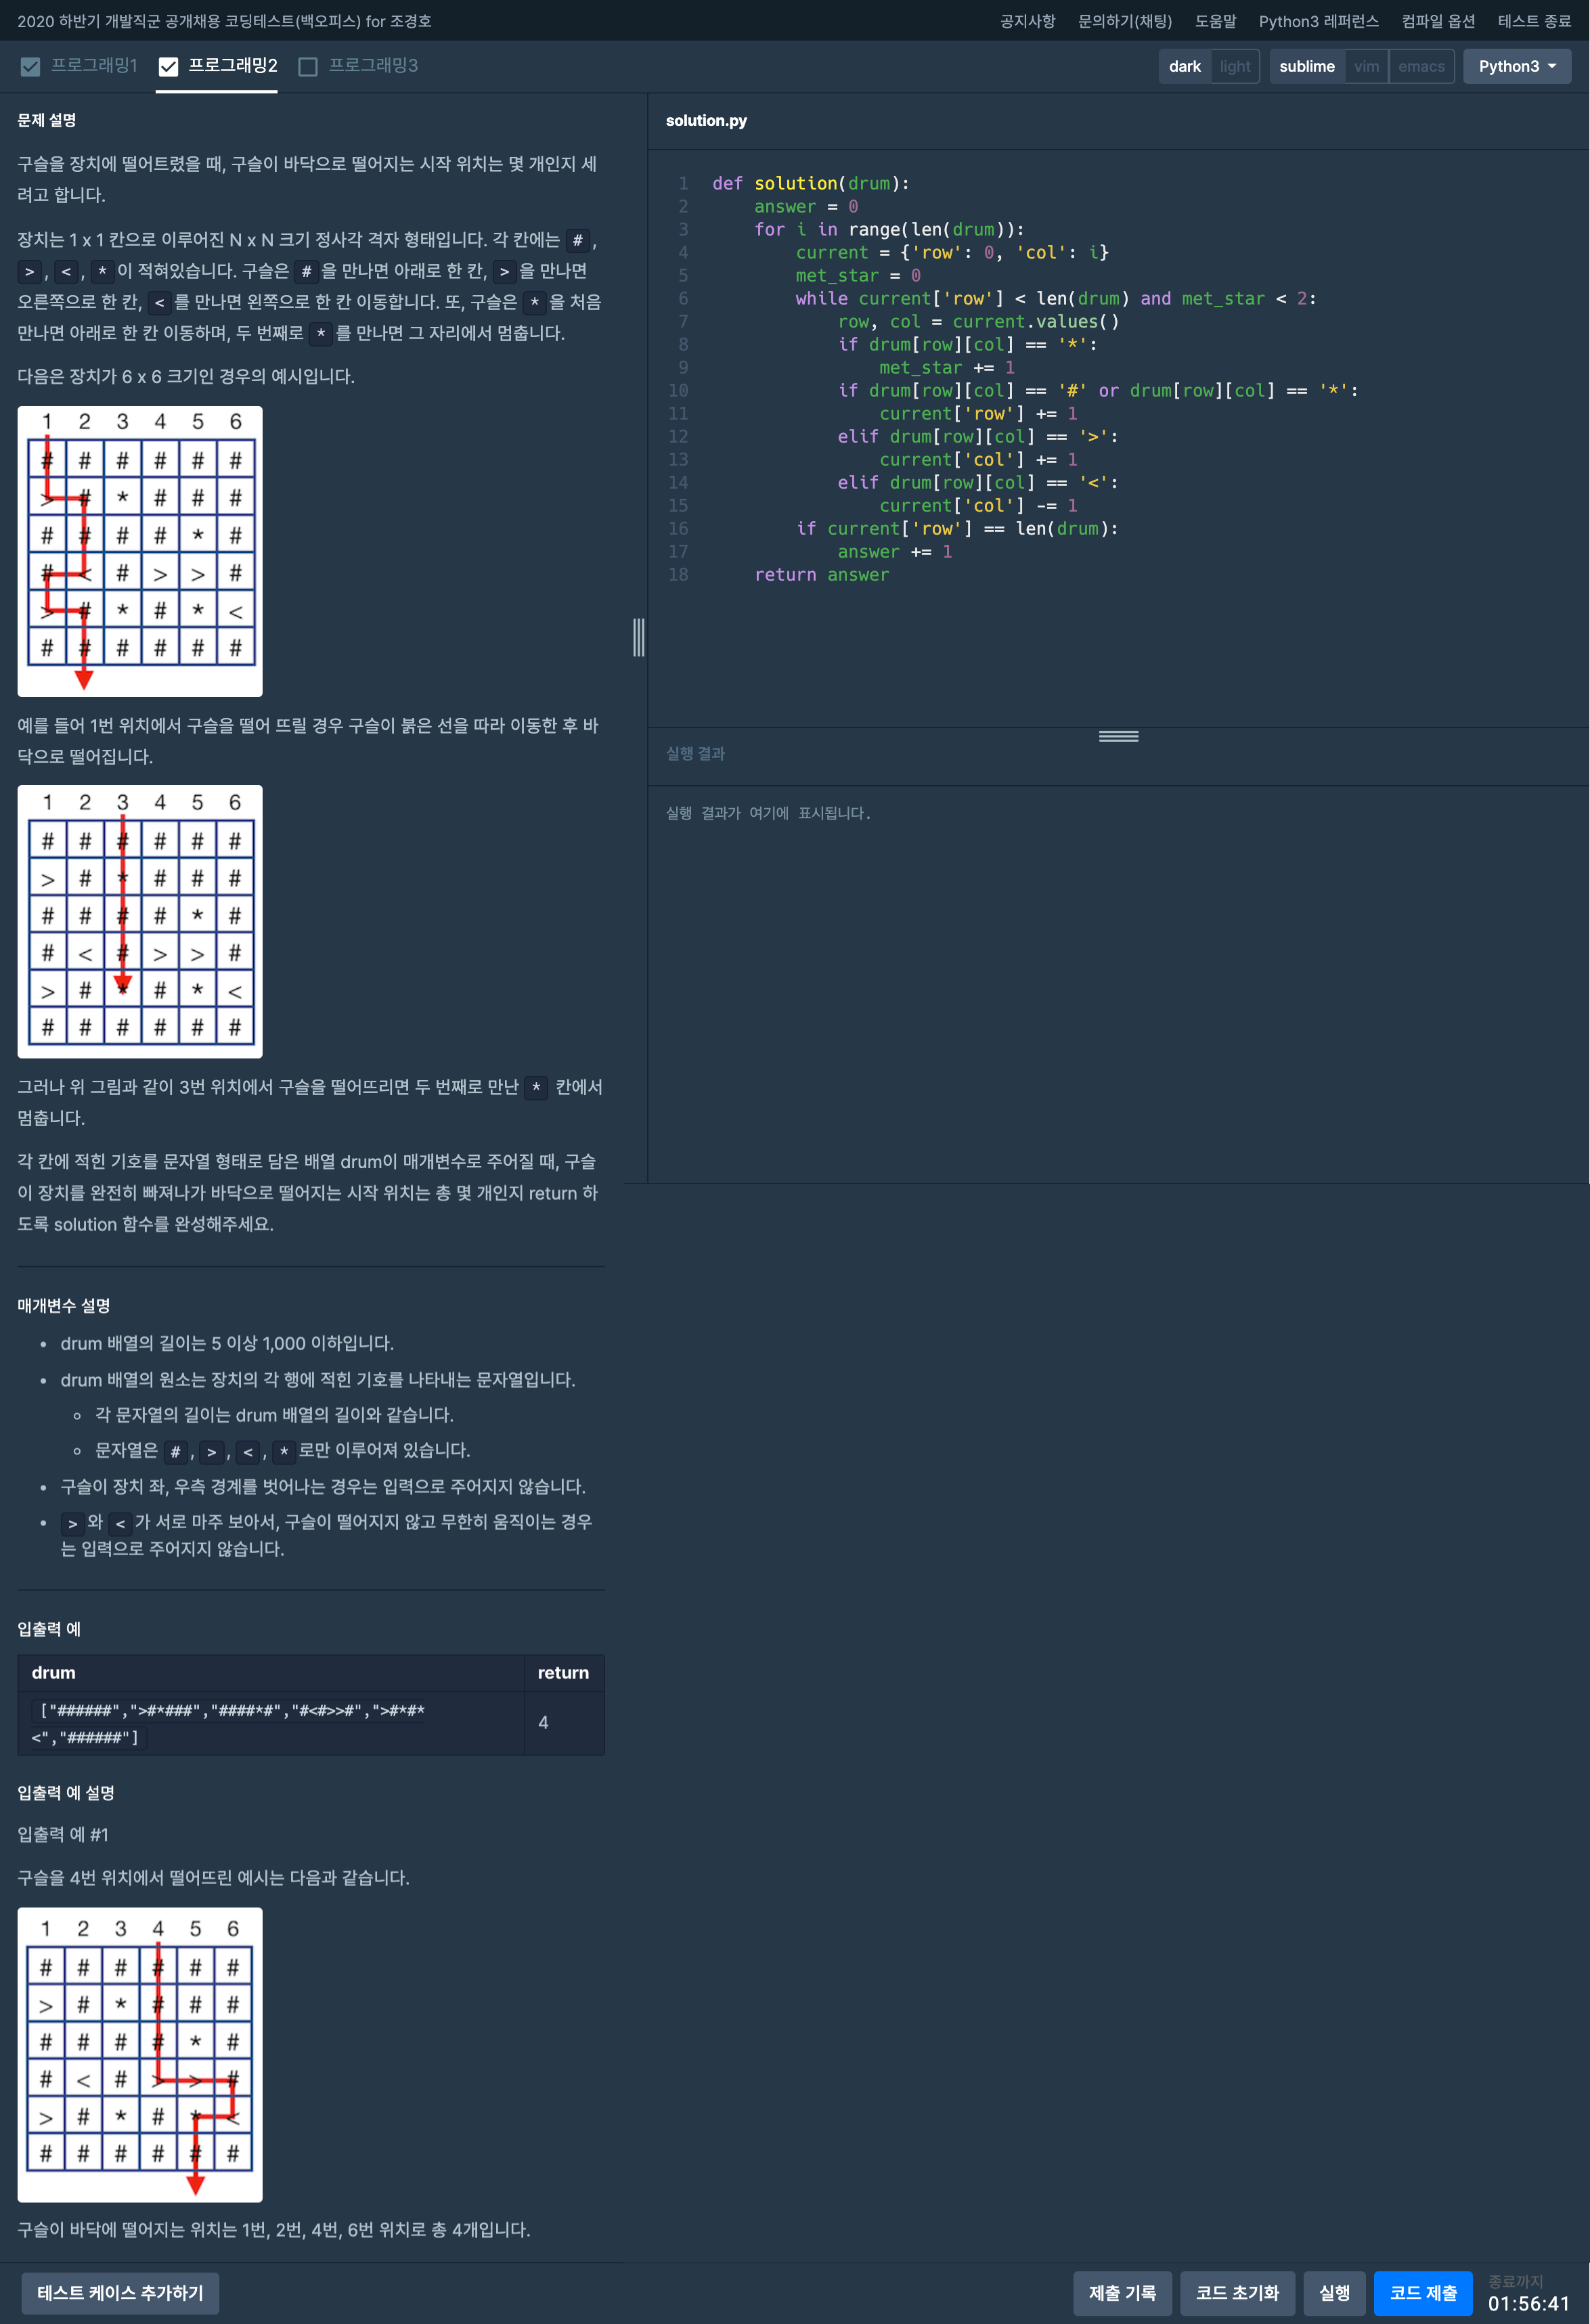 2020 하반기 개발직군 공개채용 코딩테스트(백오피스) for 조경호
공지사항 문의하기(채팅) 도움말 Python3 레퍼런스 컴파일 옵션 테스트 종료
프로그래밍1 프로그래밍2 프로그래밍3
dark light sublime vim emacs Python3
문제 설명
구슬을 장치에 떨어트렸을 때, 구슬이 바닥으로 떨어지는 시작 위치는 몇 개인지 세
려고 합니다.
장치는 1 x 1 칸으로 이루어진 N x N 크기 정사각 격자 형태입니다. 각 칸에는 # ,
> , < , * 이 적혀있습니다. 구슬은 # 을 만나면 아래로 한 칸, > 을 만나면
오른쪽으로 한 칸, < 를 만나면 왼쪽으로 한 칸 이동합니다. 또, 구슬은 * 을 처음
만나면 아래로 한 칸 이동하며, 두 번째로 * 를 만나면 그 자리에서 멈춥니다.
다음은 장치가 6 x 6 크기인 경우의 예시입니다.
1 2 3 4 5 6
# # # # # #
> # * # # #
# # # # * #
# < # > > #
> # * # * <
# # # # # #
예를 들어 1번 위치에서 구슬을 떨어 뜨릴 경우 구슬이 붉은 선을 따라 이동한 후 바
닥으로 떨어집니다.
1 2 3 4 5 6
# # # # # #
> # * # # #
# # # # * #
# < # > > #
> # * # * <
# # # # # #
그러나 위 그림과 같이 3번 위치에서 구슬을 떨어뜨리면 두 번째로 만난 * 칸에서
멈춥니다.
각 칸에 적힌 기호를 문자열 형태로 담은 배열 drum이 매개변수로 주어질 때, 구슬
이 장치를 완전히 빠져나가 바닥으로 떨어지는 시작 위치는 총 몇 개인지 return 하
도록 solution 함수를 완성해주세요.
매개변수 설명
• drum 배열의 길이는 5 이상 1,000 이하입니다.
• drum 배열의 원소는 장치의 각 행에 적힌 기호를 나타내는 문자열입니다.
◦ 각 문자열의 길이는 drum 배열의 길이와 같습니다.
◦ 문자열은 # , > , < , * 로만 이루어져 있습니다.
• 구슬이 장치 좌, 우측 경계를 벗어나는 경우는 입력으로 주어지지 않습니다.
• > 와 < 가 서로 마주 보아서, 구슬이 떨어지지 않고 무한히 움직이는 경우
는 입력으로 주어지지 않습니다.
입출력 예
drum return
["######",">#*###","####*#","#<#>>#",">#*#*
<","######"] 4
입출력 예 설명
입출력 예 #1
구슬을 4번 위치에서 떨어뜨린 예시는 다음과 같습니다.
1 2 3 4 5 6
# # # # # #
> # * # # #
# # # # * #
# < # > > #
> # * # * <
# # # # # #
구슬이 바닥에 떨어지는 위치는 1번, 2번, 4번, 6번 위치로 총 4개입니다.
solution.py
1 def solution(drum):
2 answer = 0
3 for i in range(len(drum)):
4 current = {'row': 0, 'col': i}
5 met_star = 0
6 while current['row'] < len(drum) and met_star < 2:
7 row, col = current.values()
8 if drum[row][col] == '*':
9 met_star += 1
10 if drum[row][col] == '#' or drum[row][col] == '*':
11 current['row'] += 1
12 elif drum[row][col] == '>':
13 current['col'] += 1
14 elif drum[row][col] == '<':
15 current['col'] -= 1
16 if current['row'] == len(drum):
17 answer += 1
18 return answer
실행 결과
실행 결과가 여기에 표시됩니다.
테스트 케이스 추가하기 제출 기록 코드 초기화 실행 코드 제출
종료까지
01:56:41